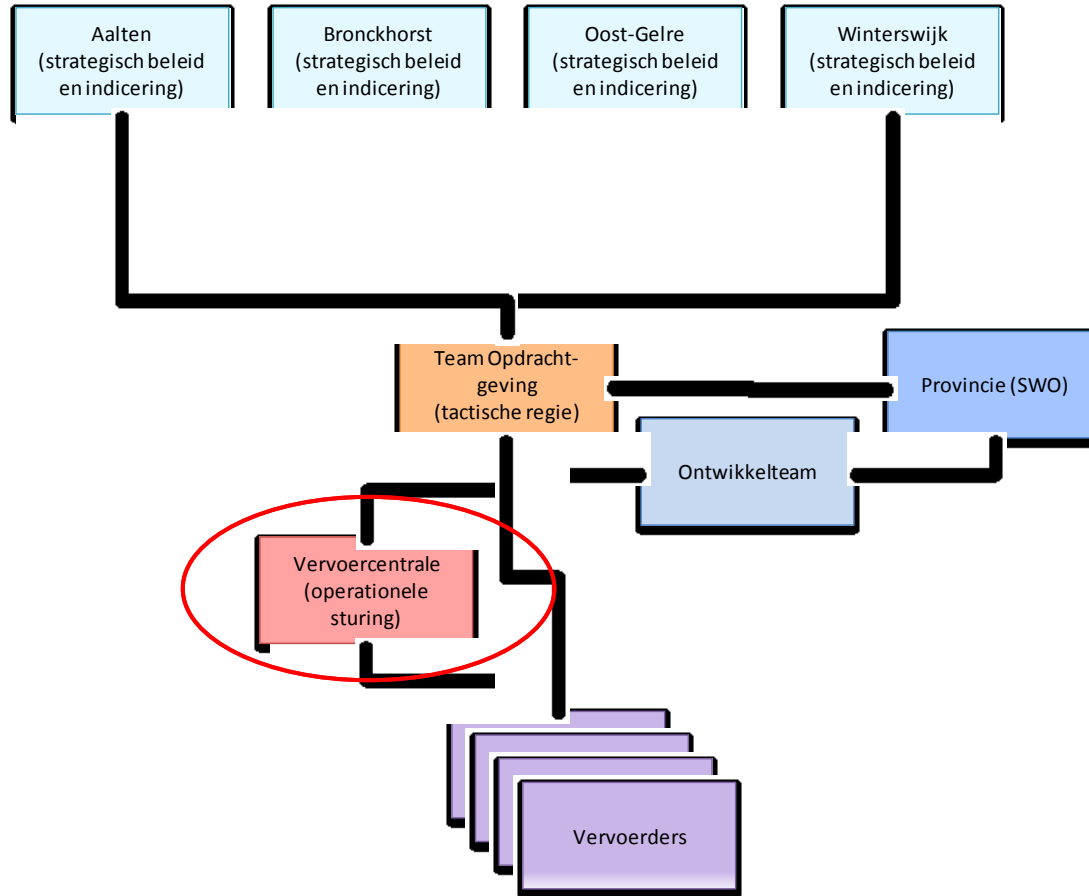 Aalten
(strategisch beleid
en indicering)
Bronckhorst
(strategisch beleid
en indicering)
Oost-Gelre
(strategisch beleid
en indicering)
Winterswijk
(strategisch beleid
en indicering)
Team Opdracht-
geving
(tactische regie)
Provincie (SWO)
Ontwikkelteam
Vervoercentrale
(operationele
sturing)
Vervoerders